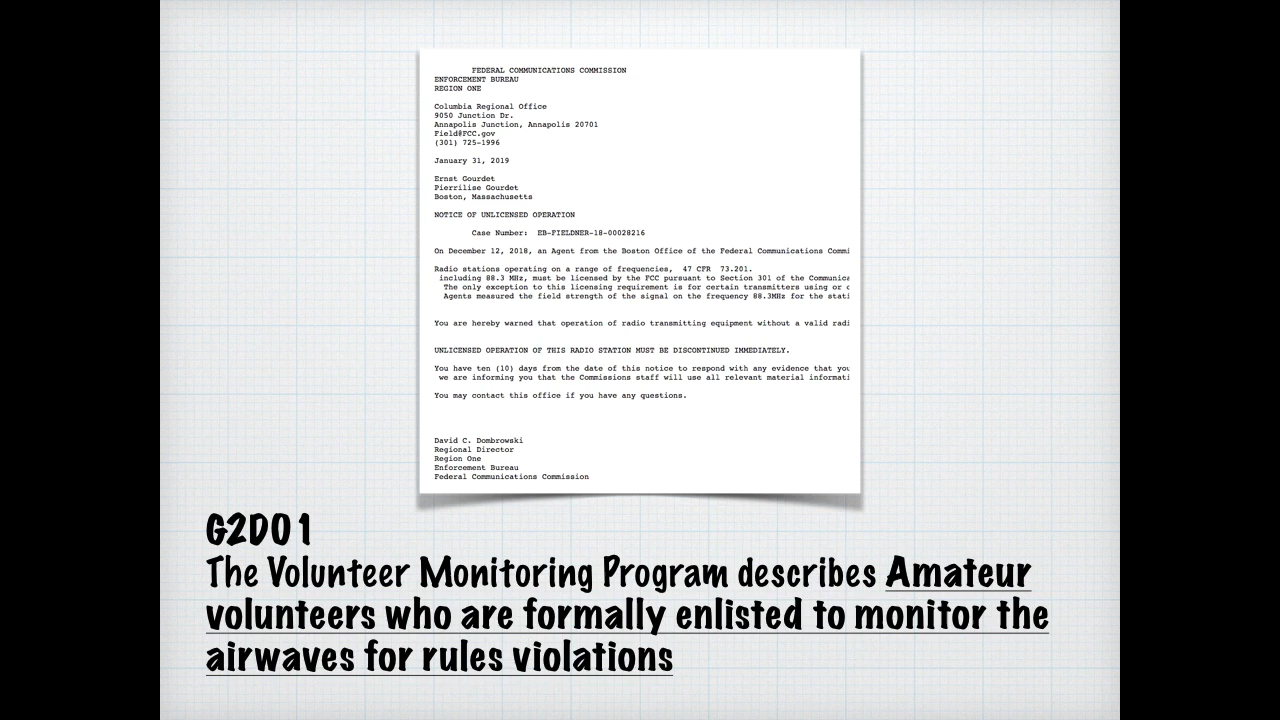 FEDERAL COMMUNICATIONS COMMISSION
ENFORCEMENT BUREAU
REGION ONE
Columbia Regional Office
9050 Junction Dr.
Annapolis Junction, Annapolis 20701
Field@FCC.gov
(301) 725-1996
January 31, 2019
Ernst Gourdet
Pierrilise Gourdet
Boston, Massachusetts
NOTICE OF UNLICENSED OPERATION
Case Number: EB-FIELDNER-18-00028216
On December 12, 2018, an Agent from the Boston Office of the Federal Communications Commi
Radio stations operating on a range of frequencies, 47 CFR 73.201.
including 88.3 MHz, must be licensed by the FCC pursuant to Section 301 of the Communica
The only exception to this licensing requirement is for certain transmitters using or
Agents measured the field strength of the signal on the frequency 88.3MHz for the stati
You are hereby warned that operation of radio transmitting equipment without a valid radi
UNLICENSED OPERATION OF THIS RADIO STATION MUST BE DISCONTINUED IMMEDIATELY.
You have ten (10) days from the date of this notice to respond with any evidence that you
we are informing you that the Commissions staff will use all relevant material informati
You may contact this office if you have any questions.
David C. Dombrowski
Regional Director
Region One
Enforcement Bureau
Federal Communications Commission
G2D01
The Volunteer Monitoring Program describes Amateur
volunteers who are formally enlisted to monitor the
airwaves for rules violations